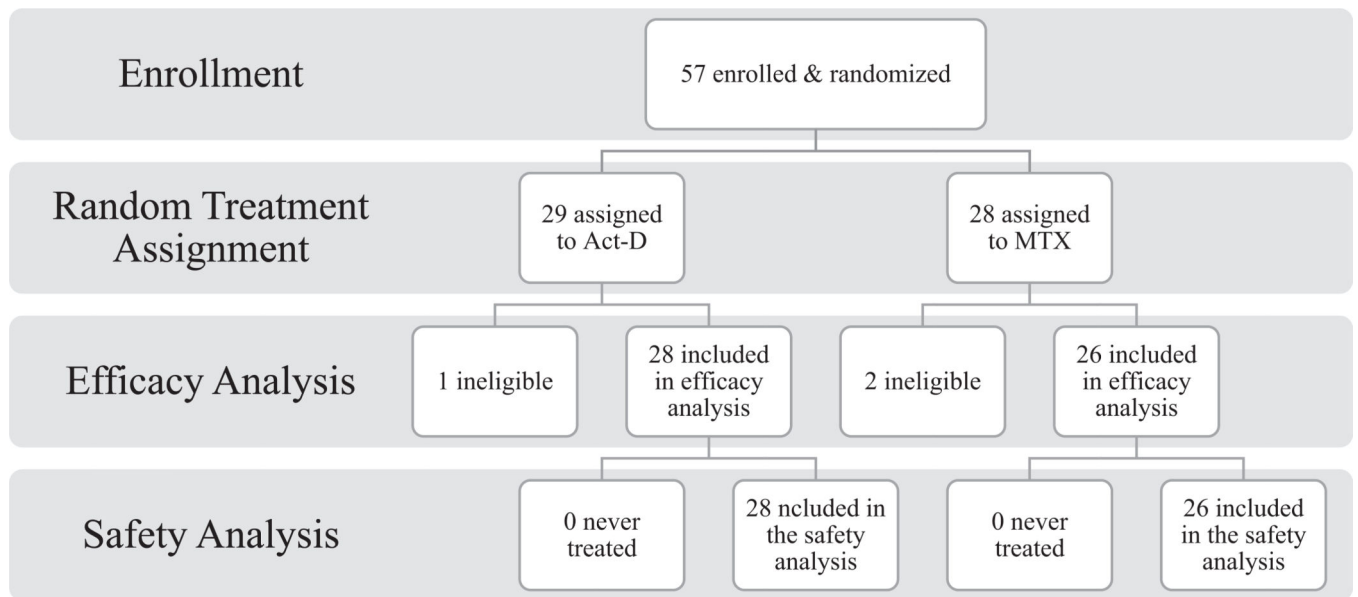 Enrollment
57 enrolled & randomized
Random Treatment
Assignment
29 assigned
to Act-D
28 assigned
to MTX
Efficacy Analysis
1 ineligible
28 included
in efficacy
analysis
2 ineligible
26 included
in efficacy
analysis
Safety Analysis
0 never
treated
28 ncluded in
the safety
analysis
0 never
treated
26 included
in the safety
analysis